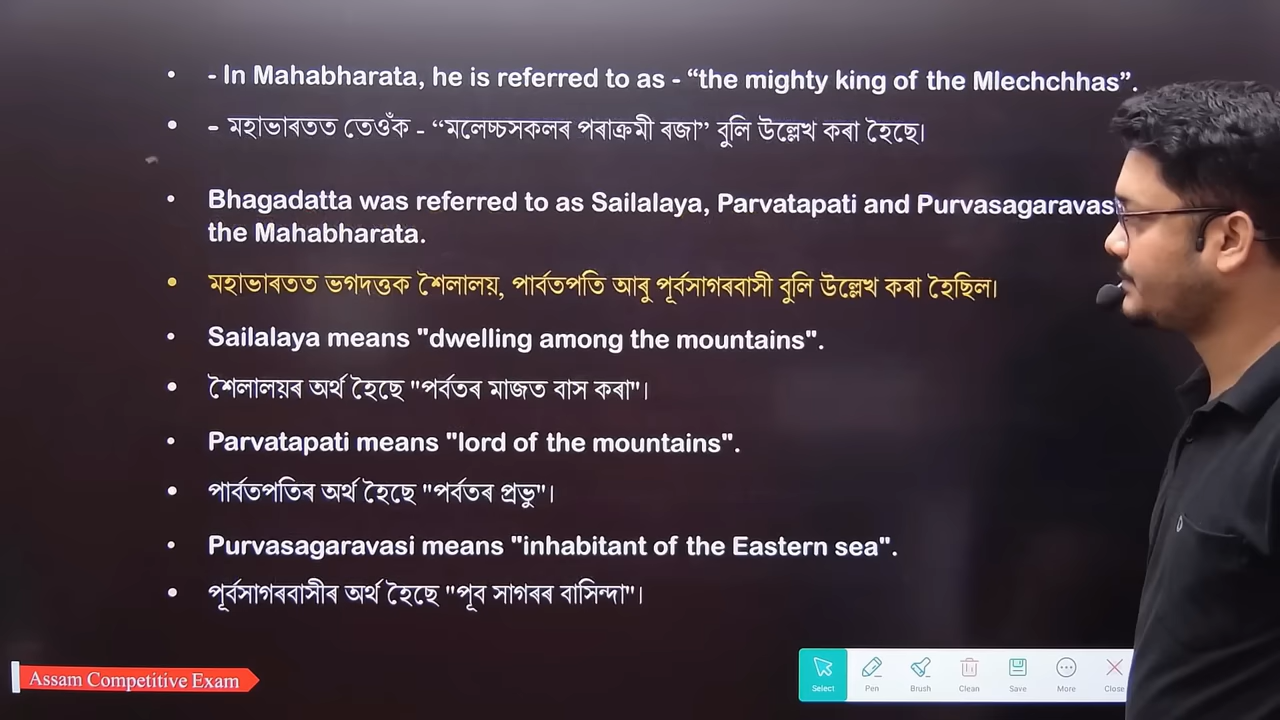 - In Mahabharata, he is referred to as - “the mighty king of the Mlechchhas”.
- মহাভাৰতত তেওঁক - “মলেচ্চসকলৰ পৰাক্ৰমী ৰজা” বুলি উল্লেখ কৰা হৈছে।
Bhagadatta was referred to as Sailalaya, Parvatapati and Purvasagaravas
the Mahabharata.
মহাভাৰতত ভগদত্তক শৈলালয়, পাৰ্বতপতি আৰু পূৰ্বসাগৰবাসী বুলি উল্লেখ কৰা হৈছিল।
Sailalaya means "dwelling among the mountains".
শৈলালয়ৰ অৰ্থ হৈছে "পৰ্বতৰ মাজত বাস কৰা"।
Parvatapati means "lord of the mountains".
পাৰ্বতপতিৰ অৰ্থ হৈছে "পৰ্বতৰ প্ৰভু"।
Purvasagaravasi means "inhabitant of the Eastern sea".
পূৰ্বসাগৰবাসীৰ অৰ্থ হৈছে "পূব সাগৰৰ বাসিন্দা"।
Assam Competitive Exam
Select Pen Brush Clean Save More Close